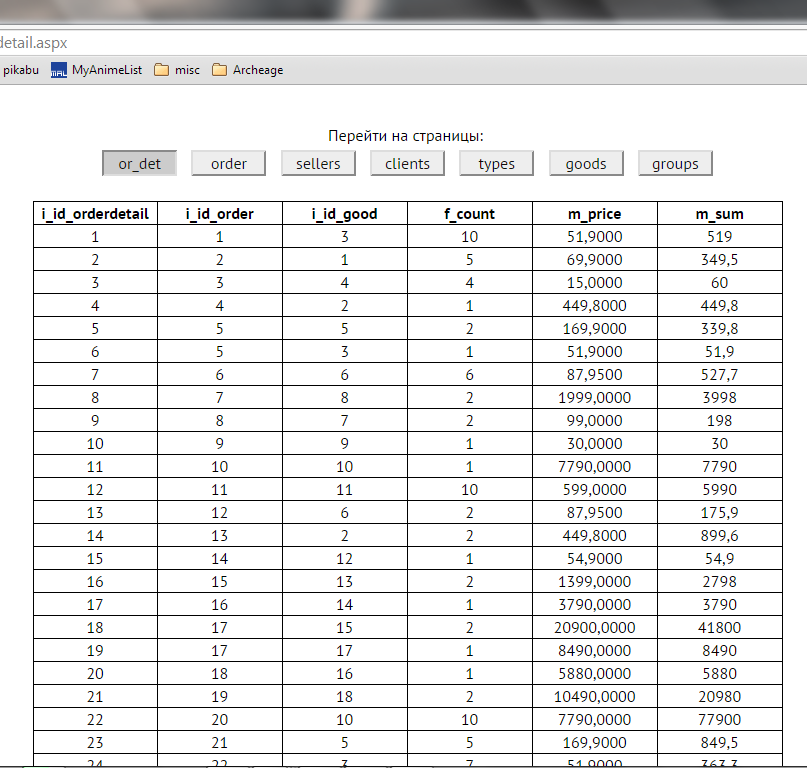 detail.aspx
pikabu MAL MyAnimeList misc Archeage
Перейти на страницы:
or_det order sellers clients types goods groups
i_id_orderdetail i_id_order i_id_good f_count m_price m_sum
1 1 3 10 51,9000 519
2 2 1 5 69,9000 349,5
3 3 4 4 15,0000 60
4 4 2 1 449,8000 449,8
5 5 5 2 169,9000 339,8
6 5 3 1 51,9000 51,9
7 6 6 6 87,9500 527,7
8 7 8 2 1999,0000 3998
9 8 7 2 99,0000 198
10 9 9 1 30,0000 30
11 10 10 1 7790,0000 7790
12 11 11 10 599,0000 5990
13 12 6 2 87,9500 175,9
14 13 2 2 449,8000 899,6
15 14 12 1 54,9000 54,9
16 15 13 2 1399,0000 2798
17 16 14 1 3790,0000 3790
18 17 15 2 20900,0000 41800
19 17 17 1 8490,0000 8490
20 18 16 1 5880,0000 5880
21 19 18 2 10490,0000 20980
22 20 10 10 7790,0000 77900
23 21 5 5 169,9000 849,5
24 22 3 7 51,9000 363,3